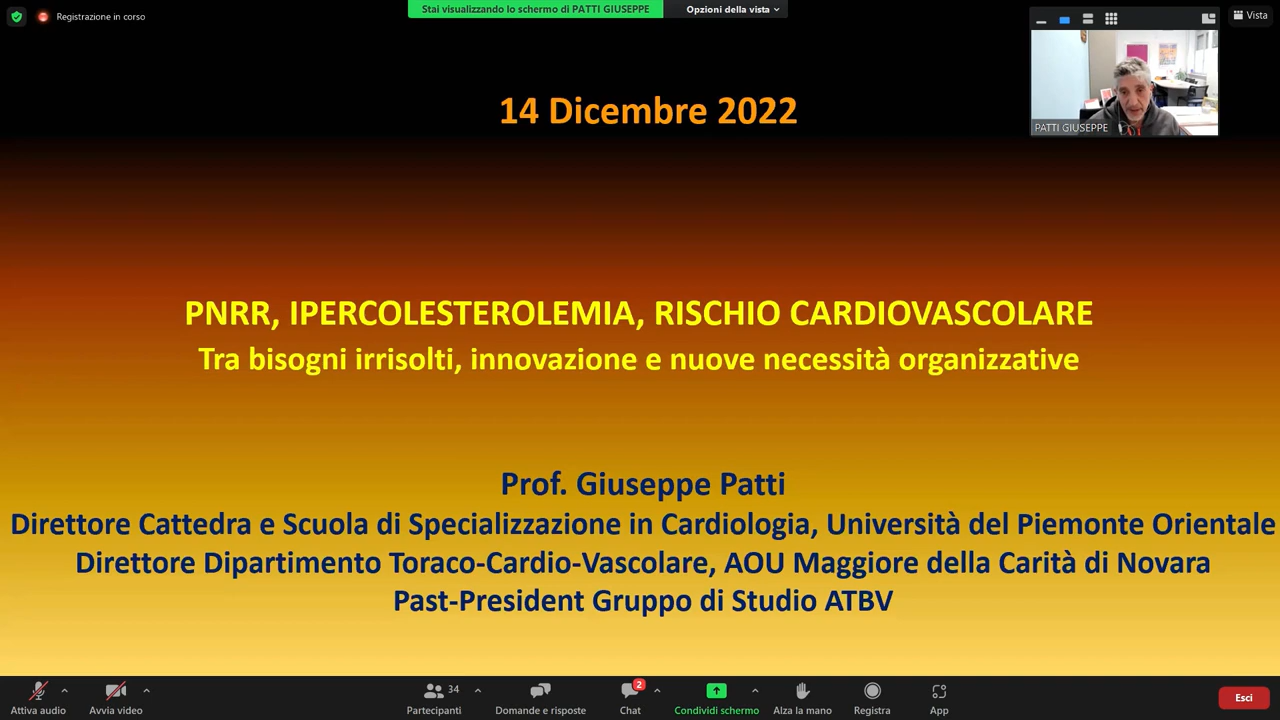 Registrazione in corso
Stai visualizzando lo schermo di PATTI GIUSEPPE
Opzioni della vista
Vista
PATTI GIUSEPPE
14 Dicembre 2022
PNRR, IPERCOLESTEROLEMIA, RISCHIO CARDIOVASCOLARE
Tra bisogni irrisolti, innovazione e nuove necessità organizzative
Prof. Giuseppe Patti
Direttore Cattedra e Scuola di Specializzazione in Cardiologia, Università del Piemonte Orientale
Direttore Dipartimento Toraco-Cardio-Vascolare, AOU Maggiore della Carità di Novara
Past-President Gruppo di Studio ATBV
34
2
Attiva audio
Avvia video
Partecipanti
Domande e risposte
Chat
Condividi schermo
Alza la mano
Registra
App
Esci